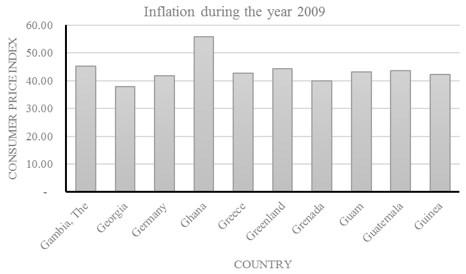 Inflation during the year 2009
CONSUMER PRICE INDEX
60.00
50.00
40.00
30.00
20.00
10.00
-
Gambia, The
Georgia
Germany
Ghana
Greece
Greenland
Grenada
Guam
Guatemala
Guinea
COUNTRY